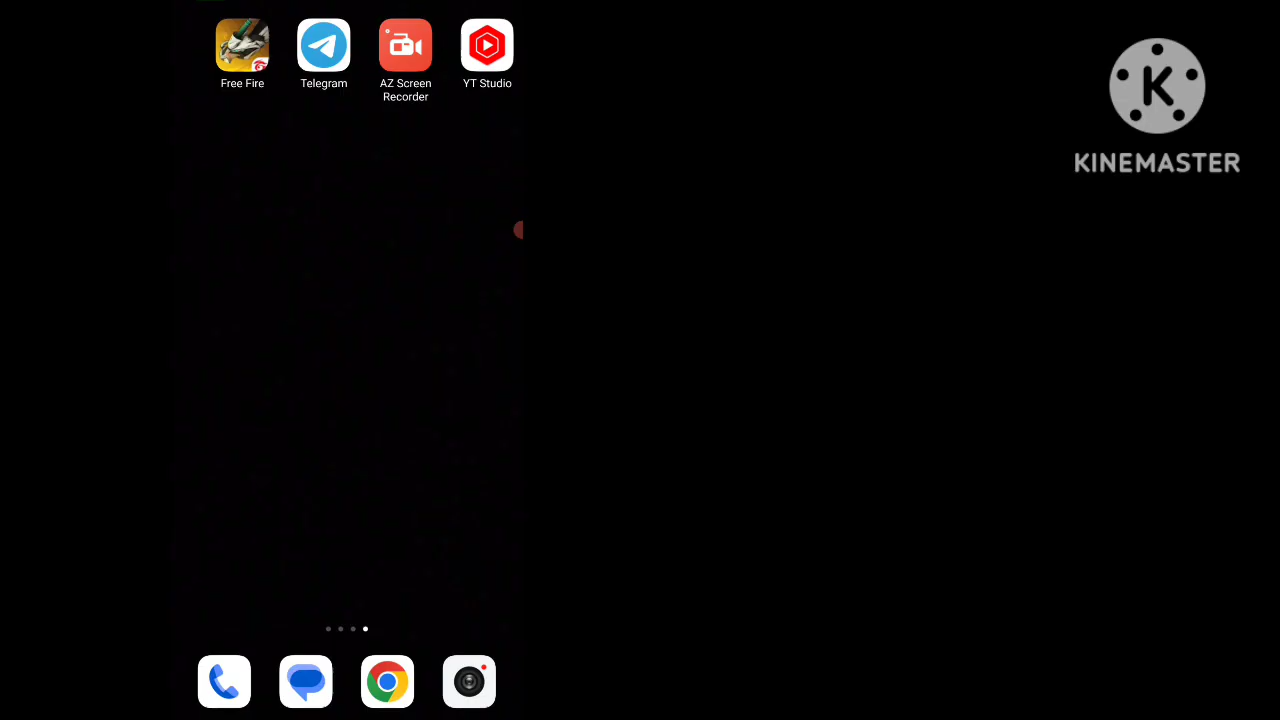 Free Fire
Telegram
AZ Screen
Recorder
YT Studio
K
KINEMASTER